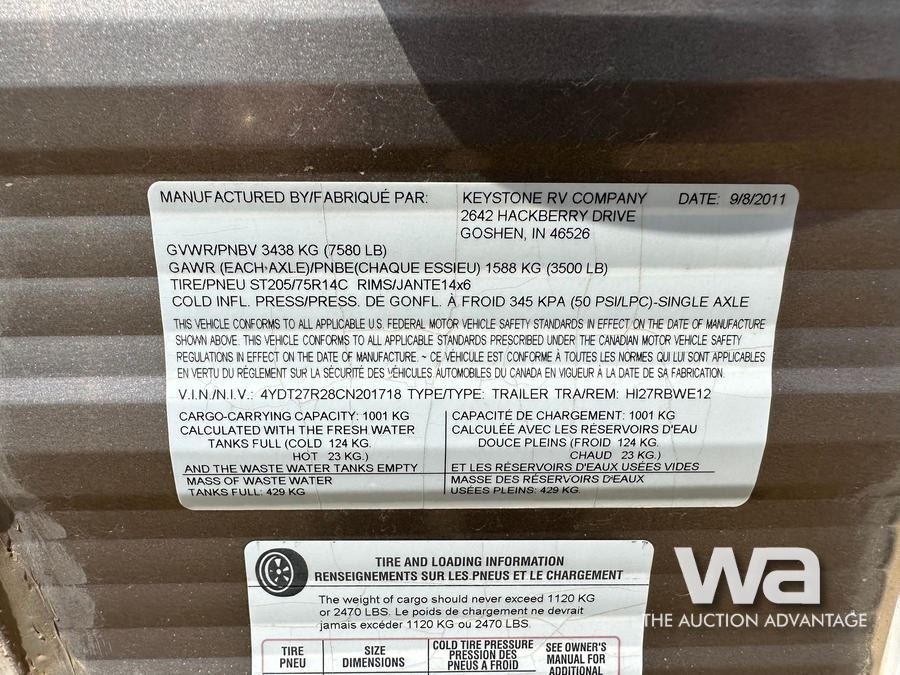 MANUFACTURED BY/FABRIQUÉ PAR: KEYSTONE RV COMPANY DATE: 9/8/2011
2642 HACKBERRY DRIVE
GOSHEN, IN 46526
GVWR/PNBV 3438 KG (7580 LB)
GAWR (EACH AXLE)/PNBE(CHAQUE ESSIEU) 1588 KG (3500 LB)
TIRE/PNEU ST205/75R14C RIMS/JANTE14x6
COLD INFL. PRESS/PRESS. DE GONFL. À FROID 345 KPA (50 PSI/LPC)-SINGLE AXLE
THIS VEHICLE CONFORMS TO ALL APPLICABLE U.S. FEDERAL MOTOR VEHICLE SAFETY STANDARDS IN EFFECT ON THE DATE OF MANUFACTURE
SHOWN ABOVE. THIS VEHICLE CONFORMS TO ALL APPLICABLE STANDARDS PRESCRIBED UNDER THE CANADIAN MOTOR VEHICLE SAFETY
REGULATIONS IN EFFECT ON THE DATE OF MANUFACTURE. ~ CE VÉHICULE EST CONFORME À TOUTES LES NORMES QUI LUI SONT APPLICABLES
EN VERTU DU RÉGLEMENT SUR LA SÉCURITÉ DES VÉHICULES AUTOMOBILES DU CANADA EN VIGUEUR À LA DATE DE SA FABRICATION.
V.I.N./N.I.V.: 4YDT27R28CN201718 TYPE/TYPE: TRAILER TRA/REM: HI27RBWE12
CARGO-CARRYING CAPACITY: 1001 KG
CALCULATED WITH THE FRESH WATER
TANKS FULL (COLD 124 KG.
HOT 23 KG.)
AND THE WASTE WATER TANKS EMPTY
MASS OF WASTE WATER
TANKS FULL: 429 KG
CAPACITÉ DE CHARGEMENT: 1001 KG
CALCULÉE AVEC LES RÉSERVOIRS D'EAU
DOUCE PLEINS (FROID 124 KG.
CHAUD 23 KG.)
ET LES RÉSERVOIRS D'EAUX USÉES VIDES
MASSE DES RÉSERVOIRS D'EAUX
USÉES PLEINS: 429 KG.
TIRE AND LOADING INFORMATION
RENSEIGNEMENTS SUR LES PNEUS ET LE CHARGEMENT
The weight of cargo should never exceed 1120 KG
or 2470 LBS. Le poids de chargement ne devrait
jamais excéder 1120 KG ou 2470 LBS.
TIRE
PNEU
SIZE
DIMENSIONS
COLD TIRE PRESSURE
PRESSION DES
PNEUS A FROID
SEE OWNER'S
MANUAL FOR
ADDITIONAL
wa
THE AUCTION ADVANTAGE